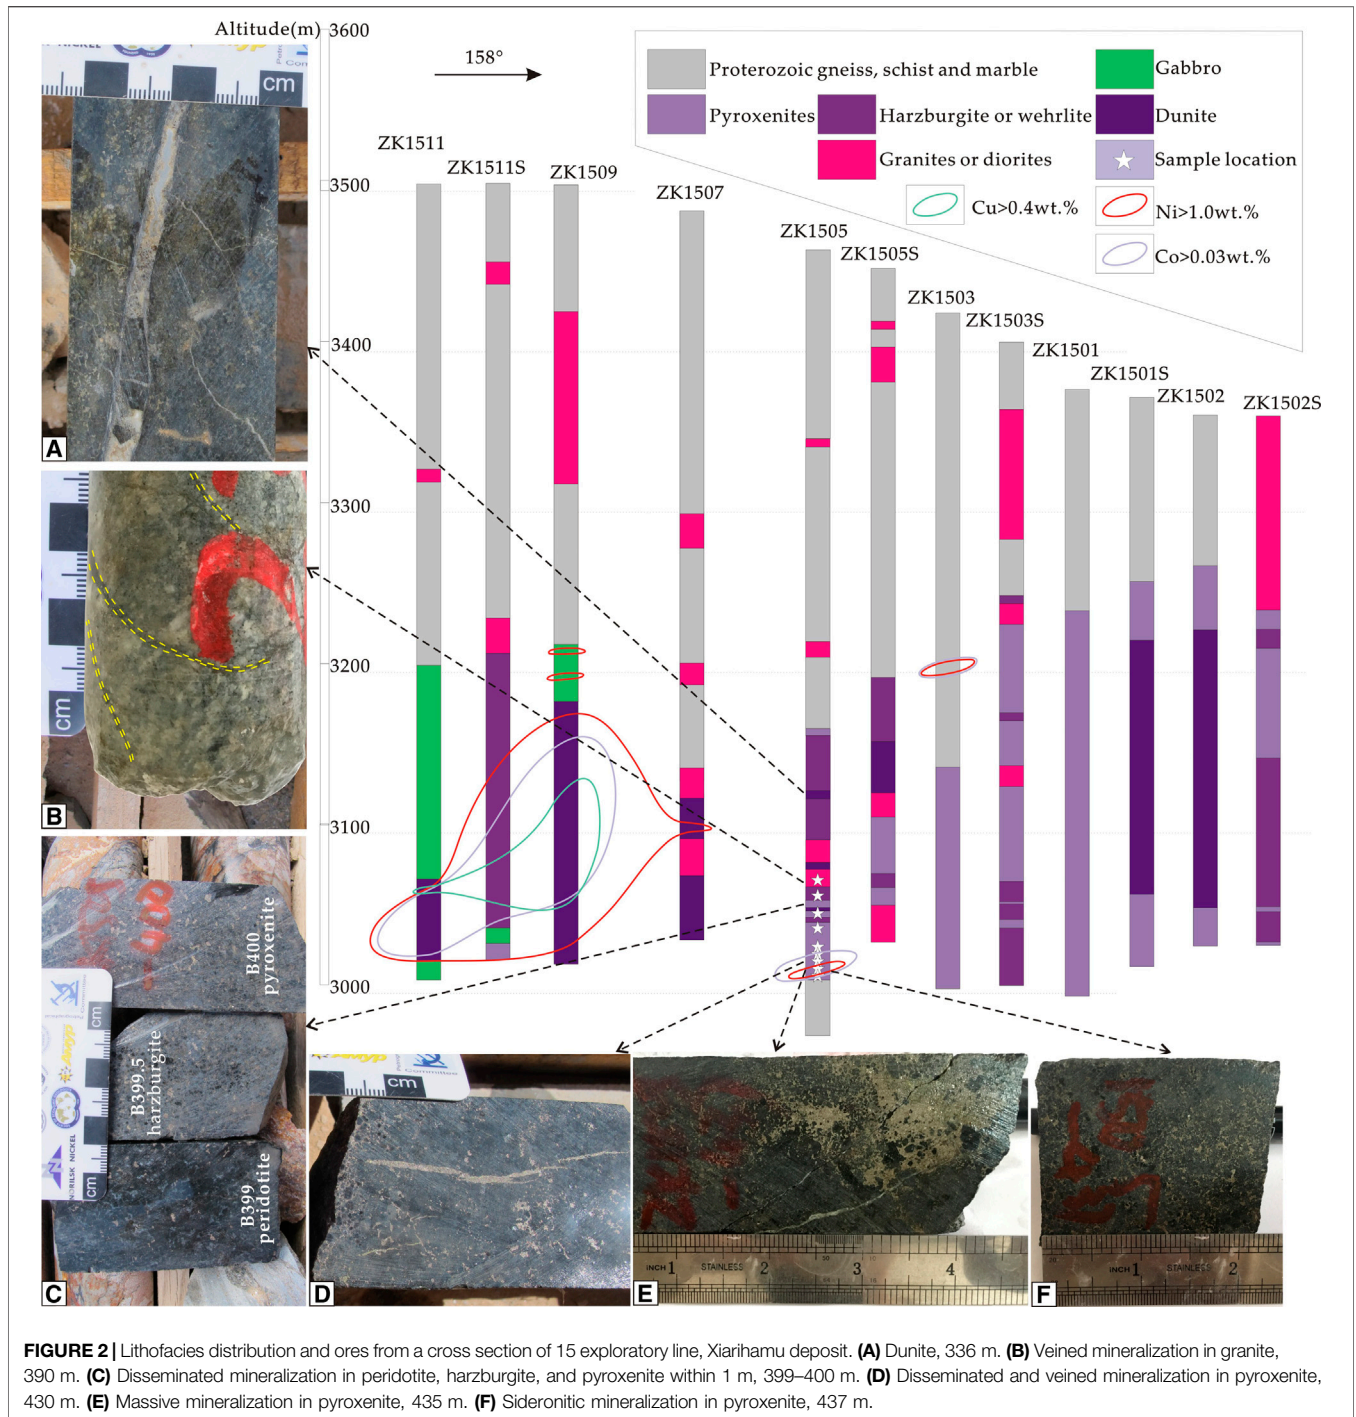 Altitude(m)
3600
158°
Proterozoic gneiss, schist and marble
Gabbro
Pyroxenites
Harzburgite or wehrlite
Dunite
Granites or diorites
Sample location
Cu>0.4wt.%
Ni>1.0wt.%
Co>0.03wt.%
ZK1511
ZK1511S
ZK1509
ZK1507
ZK1505
ZK1505S
ZK1503
ZK1503S
ZK1501
ZK1501S
ZK1502
ZK1502S
3500
3400
3300
3200
3100
3000
NICKEL
cm
A
cm
B
B400
pyroxenite
B399.5
harzburgite
B399
peridotite
NORILSK NICKEL
cm
C
Committee
cm
D
INCH 1 STAINLESS 2 3 4
E
INCH 1 STAINLESS 2
F
FIGURE 2 | Lithofacies distribution and ores from a cross section of 15 exploratory line, Xiarihamu deposit. (A) Dunite, 336 m. (B) Veined mineralization in granite,
390 m. (C) Disseminated mineralization in peridotite, harzburgite, and pyroxenite within 1 m, 399–400 m. (D) Disseminated and veined mineralization in pyroxenite,
430 m. (E) Massive mineralization in pyroxenite, 435 m. (F) Sideronitic mineralization in pyroxenite, 437 m.